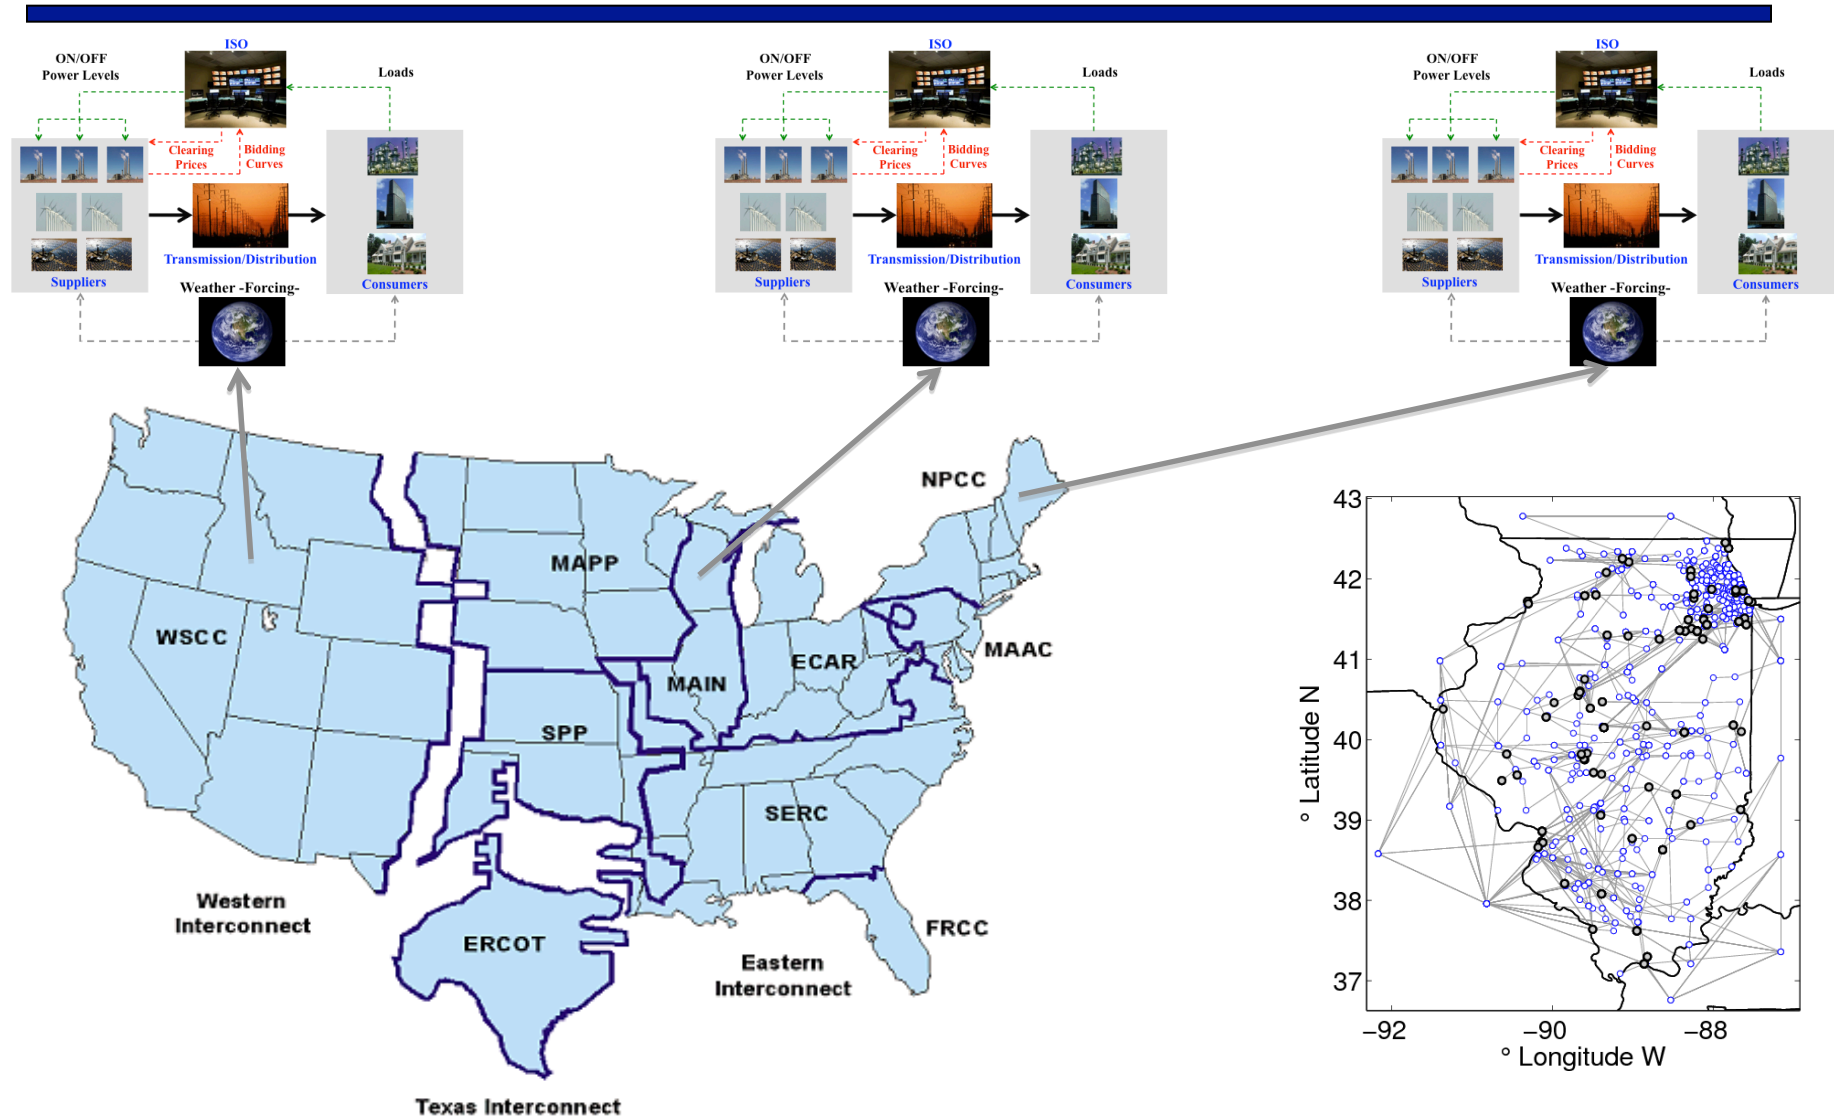 ISO
ON/OFF
Power Levels
Loads
Clearing
Prices
Bidding
Curves
Transmission/Distribution
Suppliers
Consumers
Weather -Forcing-
ISO
ON/OFF
Power Levels
Loads
Clearing
Prices
Bidding
Curves
Transmission/Distribution
Suppliers
Consumers
Weather -Forcing-
ISO
ON/OFF
Power Levels
Loads
Clearing
Prices
Bidding
Curves
Transmission/Distribution
Suppliers
Consumers
Weather -Forcing-
NPCC
MAPP
WSCC
MAAC
ECAR
MAIN
SPP
SERC
Western
Interconnect
ERCOT
FRCC
Eastern
Interconnect
Texas Interconnect
43
42
41
40
39
38
37
° Latitude N
−92
−90
−88
° Longitude W